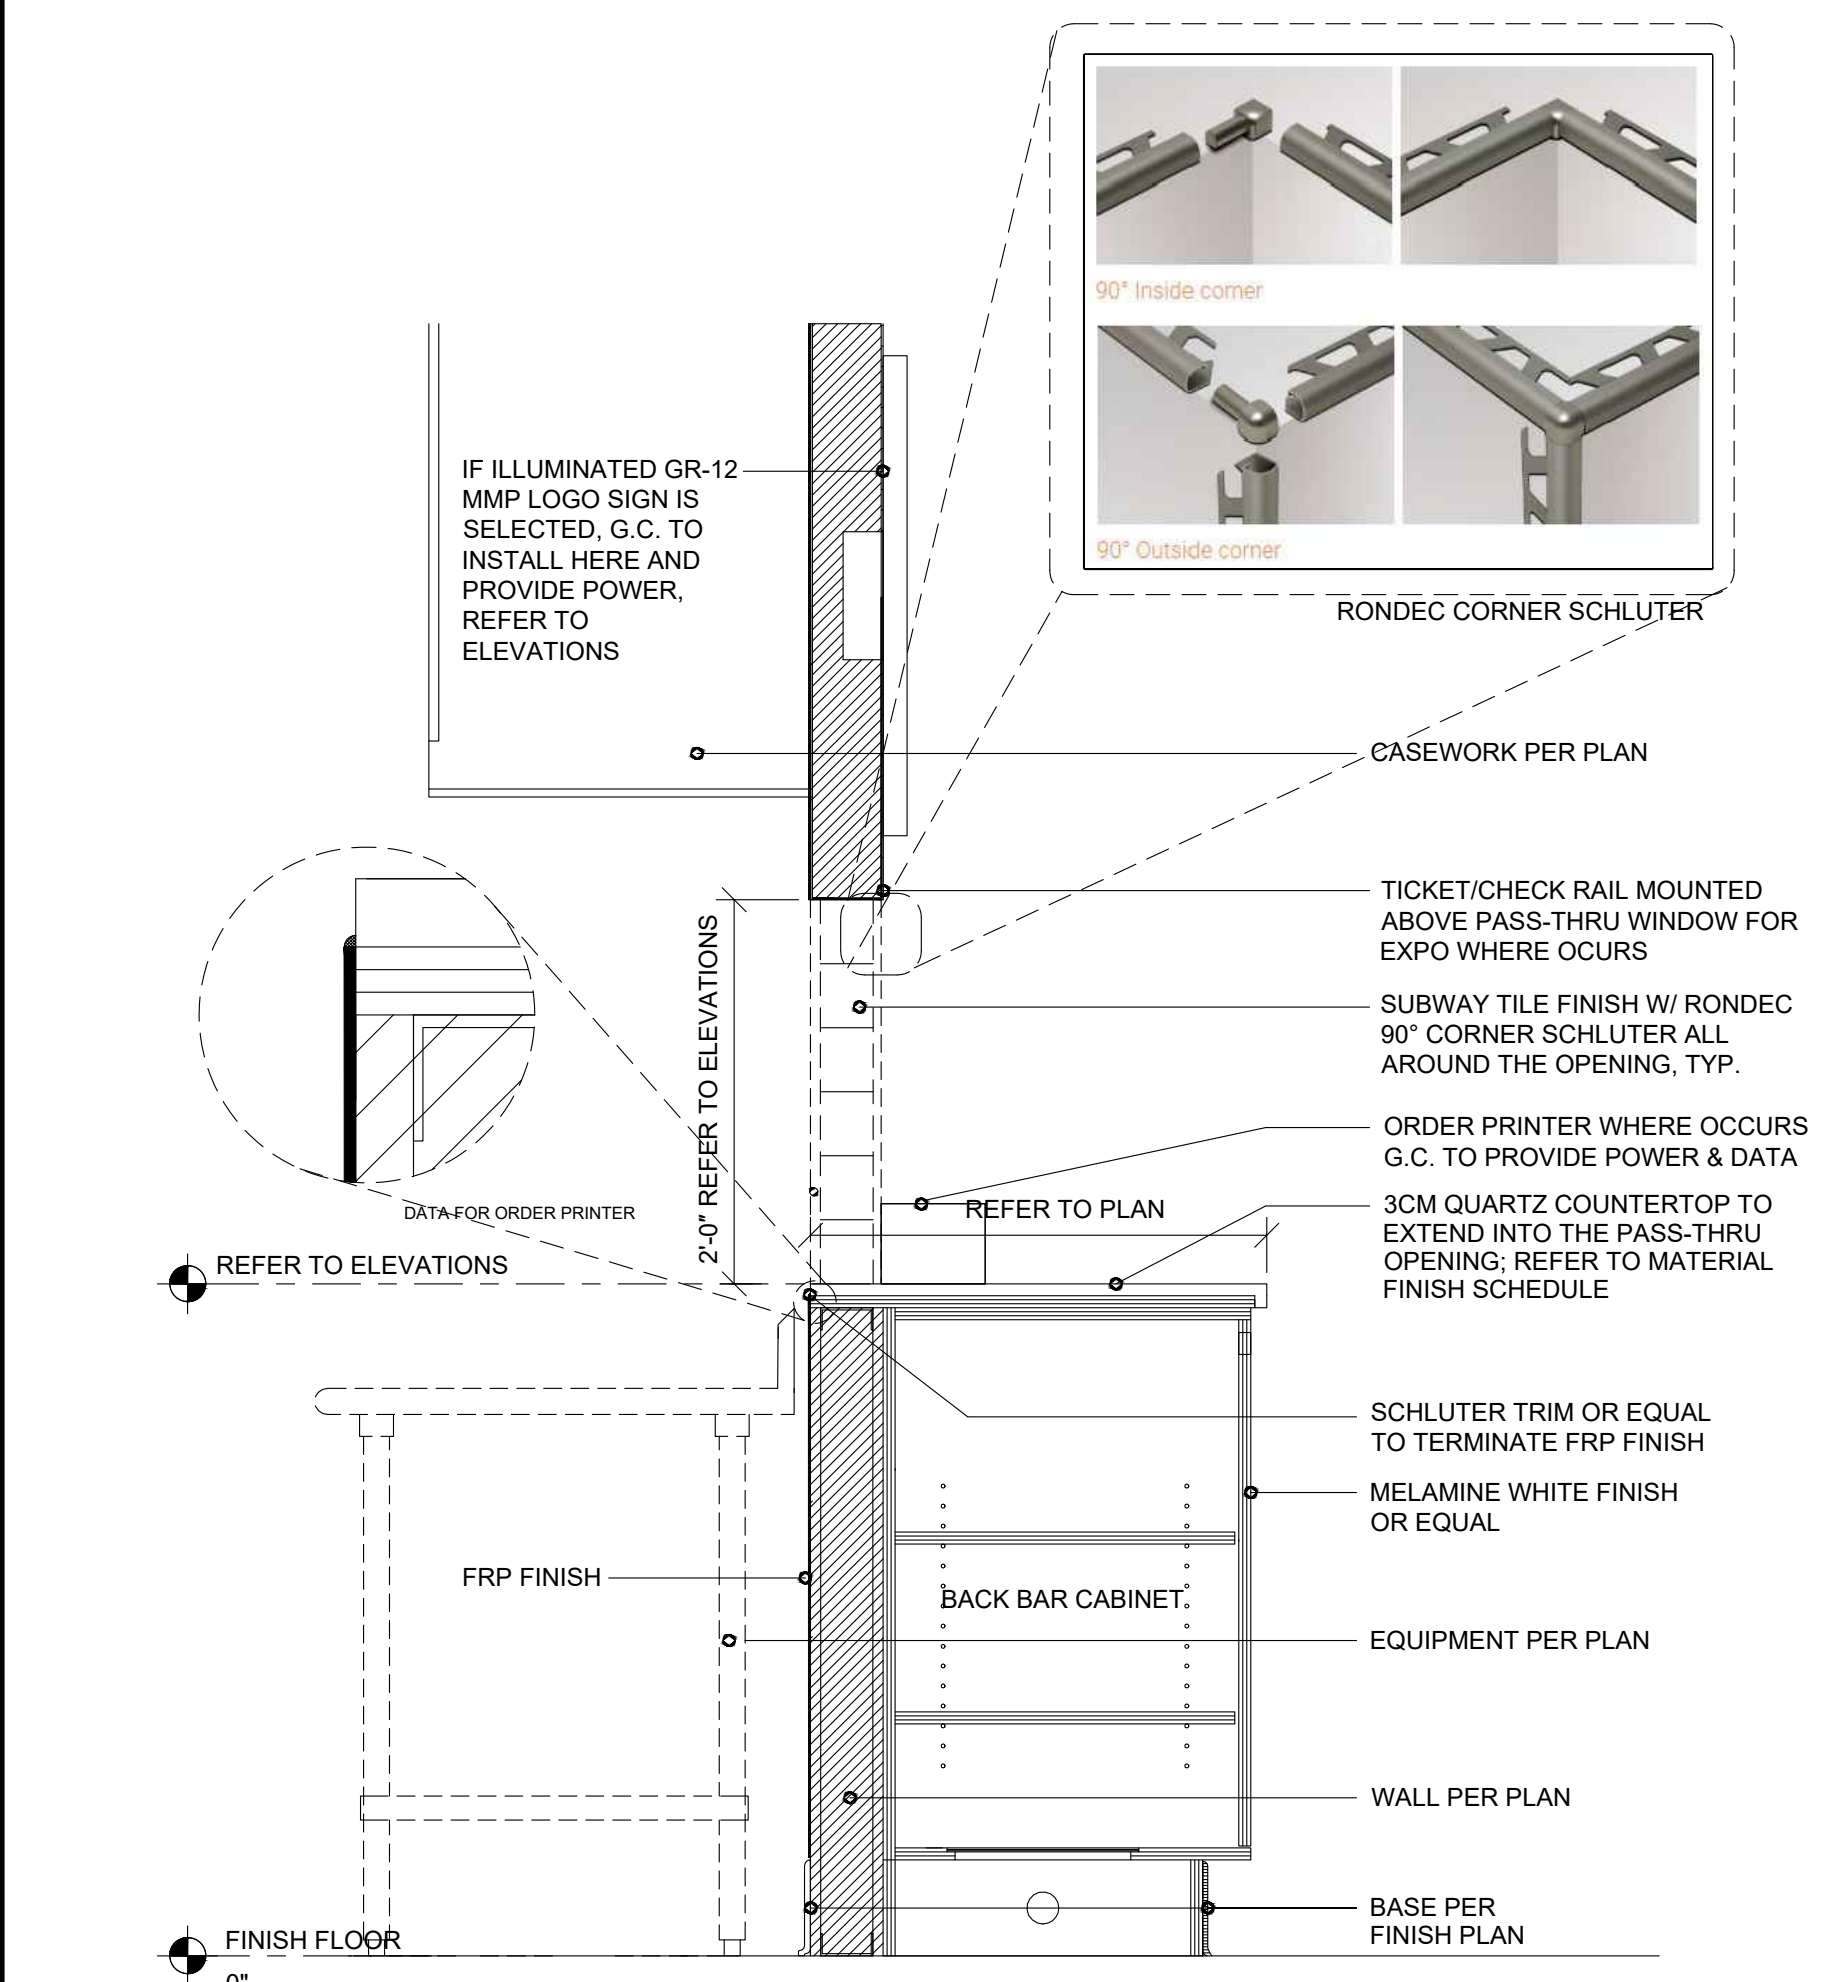 90° Inside corner
90° Outside corner
RONDEC CORNER SCHLUTER
IF ILLUMINATED GR-12
MMP LOGO SIGN IS
SELECTED, G.C. TO
INSTALL HERE AND
PROVIDE POWER,
REFER TO
ELEVATIONS
CASEWORK PER PLAN
TICKET/CHECK RAIL MOUNTED
ABOVE PASS-THRU WINDOW FOR
EXPO WHERE OCURS
SUBWAY TILE FINISH W/ RONDEC
90° CORNER SCHLUTER ALL
AROUND THE OPENING, TYP.
2'-0" REFER TO ELEVATIONS
ORDER PRINTER WHERE OCCURS
G.C. TO PROVIDE POWER & DATA
DATA FOR ORDER PRINTER
REFER TO PLAN
3CM QUARTZ COUNTERTOP TO
EXTEND INTO THE PASS-THRU
OPENING; REFER TO MATERIAL
FINISH SCHEDULE
REFER TO ELEVATIONS
SCHLUTER TRIM OR EQUAL
TO TERMINATE FRP FINISH
MELAMINE WHITE FINISH
OR EQUAL
FRP FINISH
BACK BAR CABINET
EQUIPMENT PER PLAN
WALL PER PLAN
BASE PER
FINISH PLAN
FINISH FLOOR
0"